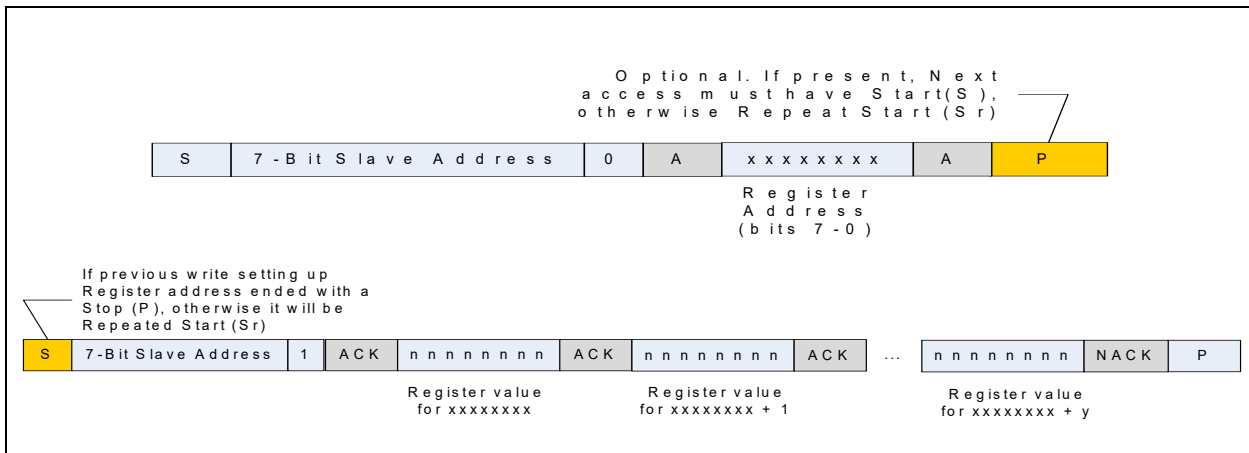 Optional. If present, Next
access must have Start(S),
otherwise Repeat Start (Sr)
S 7-Bit Slave Address 0 A xxxxxxxx A P
Register
Address
(bits 7-0)
If previous write setting up
Register address ended with a
Stop (P), otherwise it will be
Repeated Start (Sr)
S 7-Bit Slave Address 1 ACK nnnnnnnn ACK nnnnnnnn ACK ... nnnnnnnn NACK P
Register value
for xxxxxxxx
Register value
for xxxxxxxx + 1
Register value
for xxxxxxxx + y